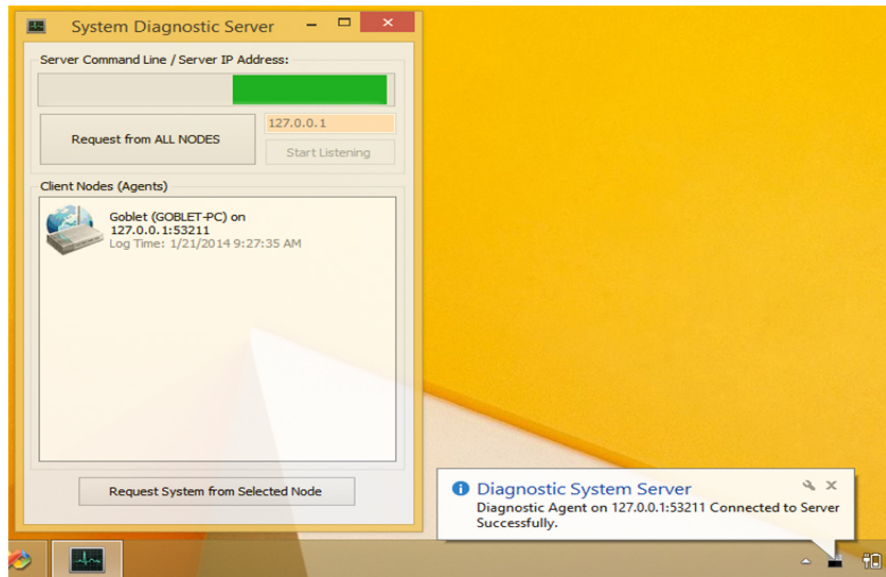 System Diagnostic Server
Server Command Line / Server IP Address:
127.0.0.1
Request from ALL NODES
Start Listening
Client Nodes (Agents)
Goblet (GOBLET-PC) on
127.0.0.1:53211
Log Time: 1/21/2014 9:27:35 AM
Request System from Selected Node
Diagnostic System Server
Diagnostic Agent on 127.0.0.1:53211 Connected to Server
Successfully.